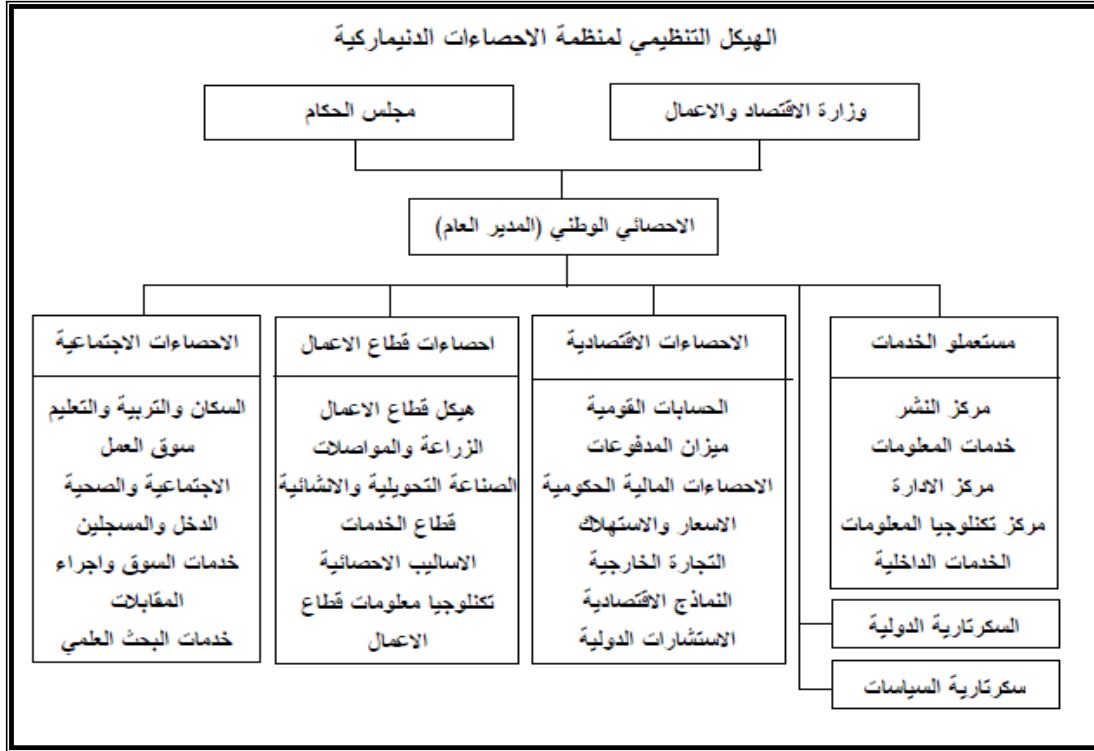 الهيكل التنظيمي لمنظمة الاحصاءات الدنيماركية
وزارة الاقتصاد والاعمال
مجلس الحكام
الاحصائي الوطني (المدير العام)
مستعملو الخدمات
مركز النشر
خدمات المعلومات
مركز الادارة
مركز تكنلوجيا المعلومات
الخدمات الداخلية
السكرتارية الدولية
سكرتارية السياسات
الاحصاءات الاقتصادية
الحسابات القومية
ميزان المدفوعات
الاحصاءات المالية الحكومية
الاسعار والاستهلاك
التجارة الخارجية
النماذج الاقتصادية
الاستشارات الدولية
احصاءات قطاع الاعمال
هيكل قطاع الاعمال
الزراعة والمواصلات
الصناعة التحويلية والانشائية
قطاع الخدمات
الاساليب الاحصائية
تكنلوجيا معلومات قطاع
الاعمال
الاحصاءات الاجتماعية
السكان والتربية والتعليم
سوق العمل
الاجتماعية والصحية
الدخل والمسجلين
خدمات السوق واجراء
المقابلات
خدمات البحث العلمي